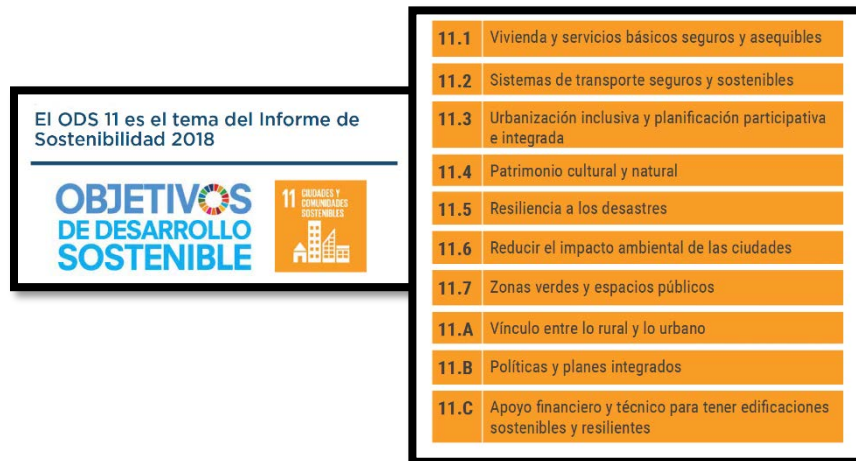 El ODS 11 es el tema del Informe de
Sostenibilidad 2018
OBJETIVOS
DE DESARROLLO
SOSTENIBLE
11 CIUDADES Y
COMUNIDADES
SOSTENIBLES
11.1 Vivienda y servicios básicos seguros y asequibles
11.2 Sistemas de transporte seguros y sostenibles
11.3 Urbanización inclusiva y planificación participativa
e integrada
11.4 Patrimonio cultural y natural
11.5 Resiliencia a los desastres
11.6 Reducir el impacto ambiental de las ciudades
11.7 Zonas verdes y espacios públicos
11.A Vínculo entre lo rural y lo urbano
11.B Políticas y planes integrados
11.C Apoyo financiero y técnico para tener edificaciones
sostenibles y resilientes